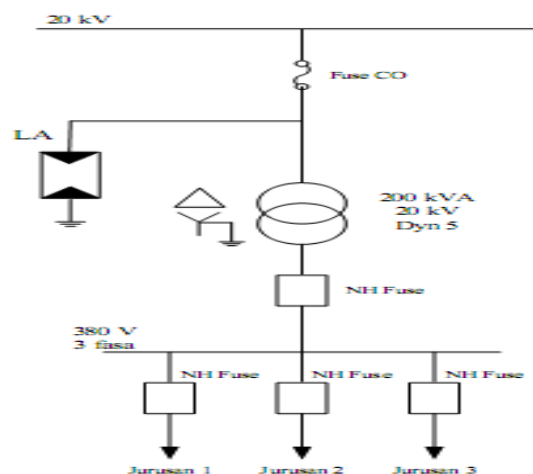 20 kV
Fuse CO
LA
200 kVA
20 kV
Dyn 5
NH Fuse
380 V
3 fasa
NH Fuse
NH Fuse
NH Fuse
Jurusan 1
Jurusan 2
Jurusan 3